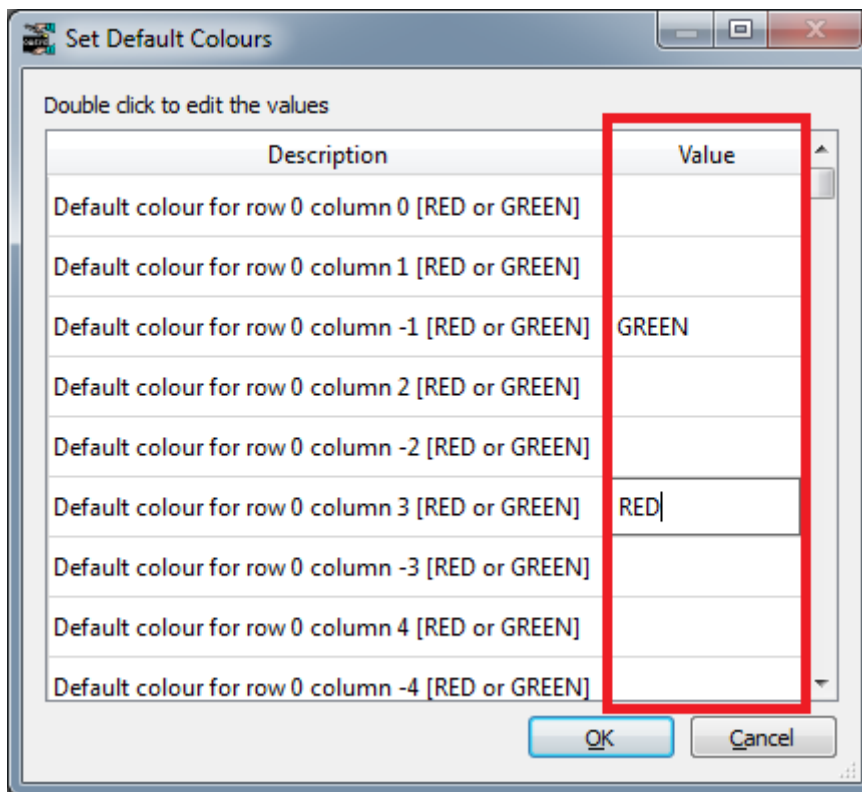 Set Default Colours
Double click to edit the values
Description Value
Default colour for row 0 column 0 [RED or GREEN]
Default colour for row 0 column 1 [RED or GREEN]
Default colour for row 0 column -1 [RED or GREEN] GREEN
Default colour for row 0 column 2 [RED or GREEN]
Default colour for row 0 column -2 [RED or GREEN]
Default colour for row 0 column 3 [RED or GREEN] RED
Default colour for row 0 column -3 [RED or GREEN]
Default colour for row 0 column 4 [RED or GREEN]
Default colour for row 0 column -4 [RED or GREEN]
OK Cancel